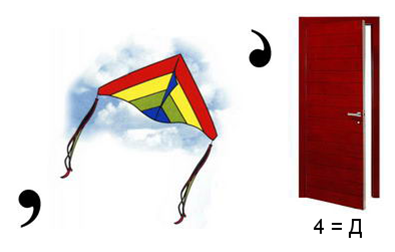 ,
,
4 = Д